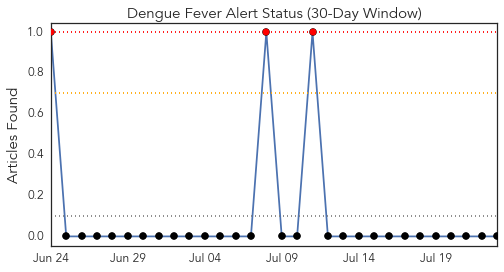 Dengue Fever Alert Status (30-Day Window)
Articles Found
1.0
0.8
0.6
0.4
0.2
0.0
Jun 24 Jun 29 Jul 04 Jul 09 Jul 14 Jul 19